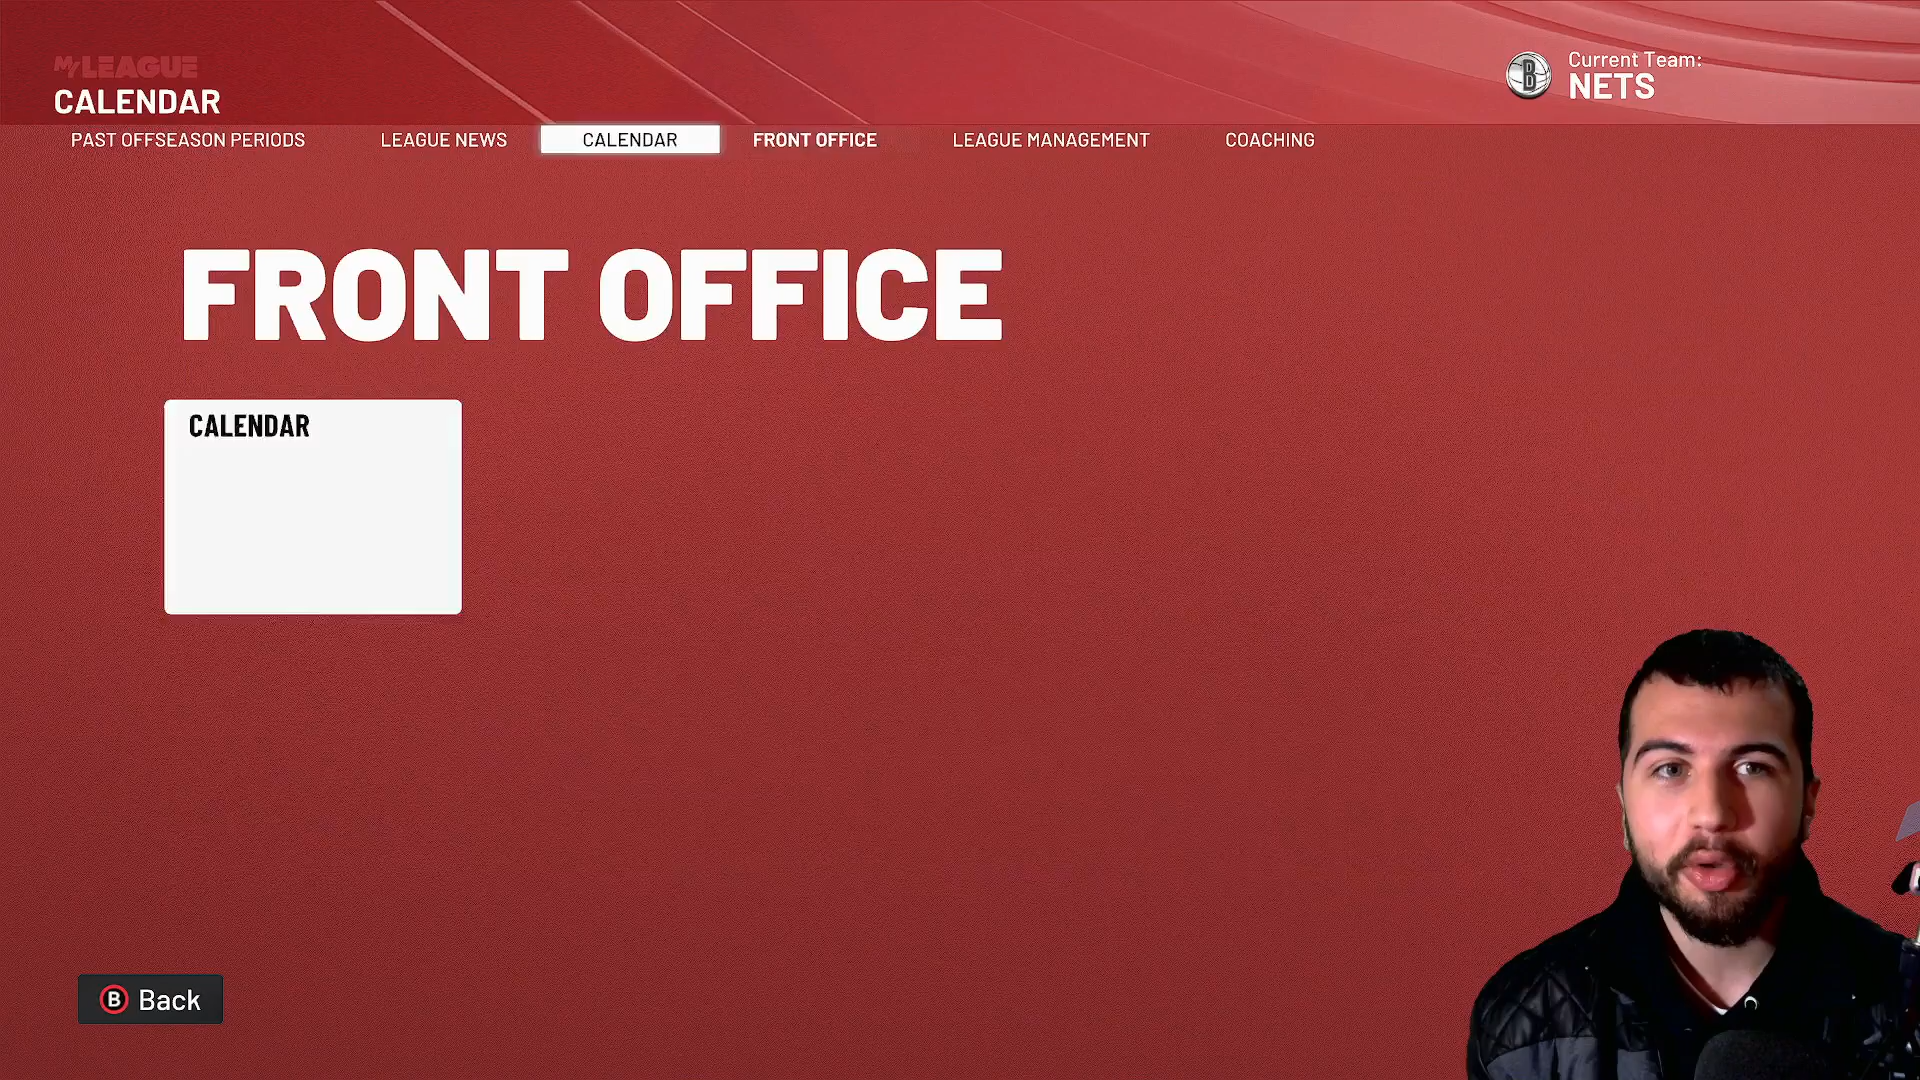 MyLEAGUE
CALENDAR
Current Team:
NETS
PAST OFFSEASON PERIODS
LEAGUE NEWS
CALENDAR
FRONT OFFICE
LEAGUE MANAGEMENT
COACHING
FRONT OFFICE
CALENDAR
B Back